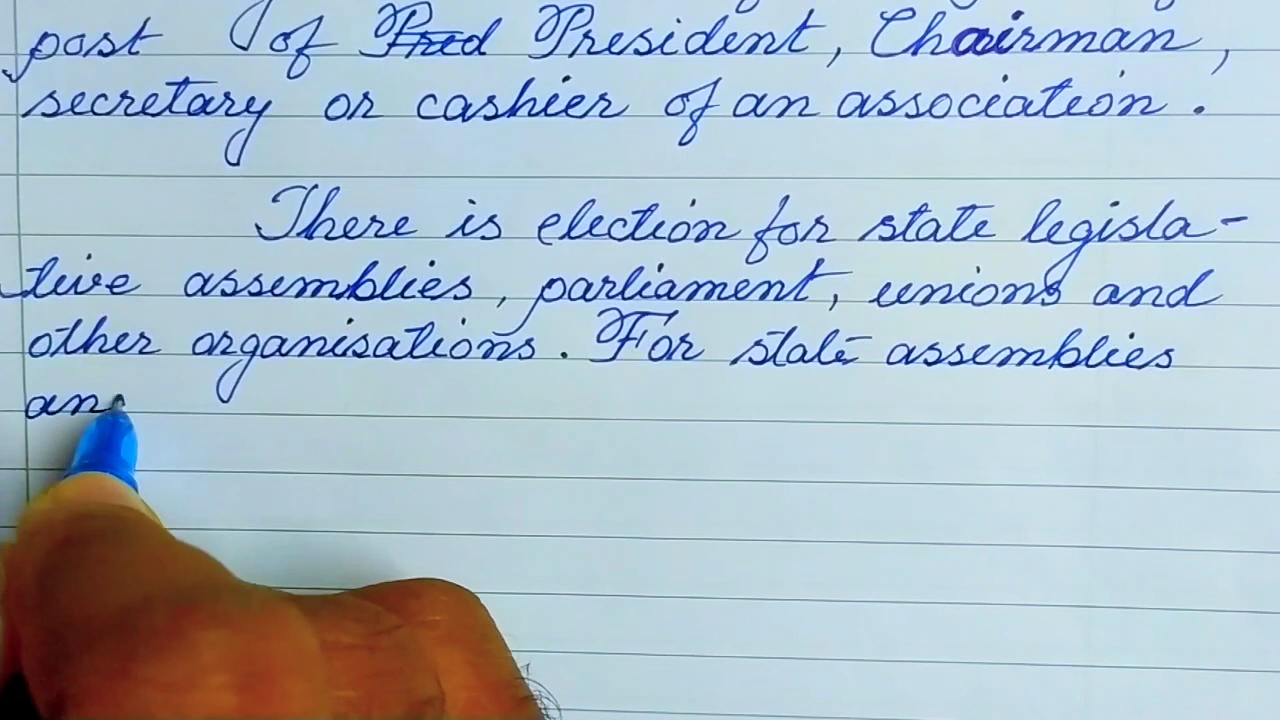 post of Pred President, Chairman,
secretary or cashier of an association.
There is election for state legisla-
tive assemblies, parliament, unions and
other organisations. For state assemblies
an